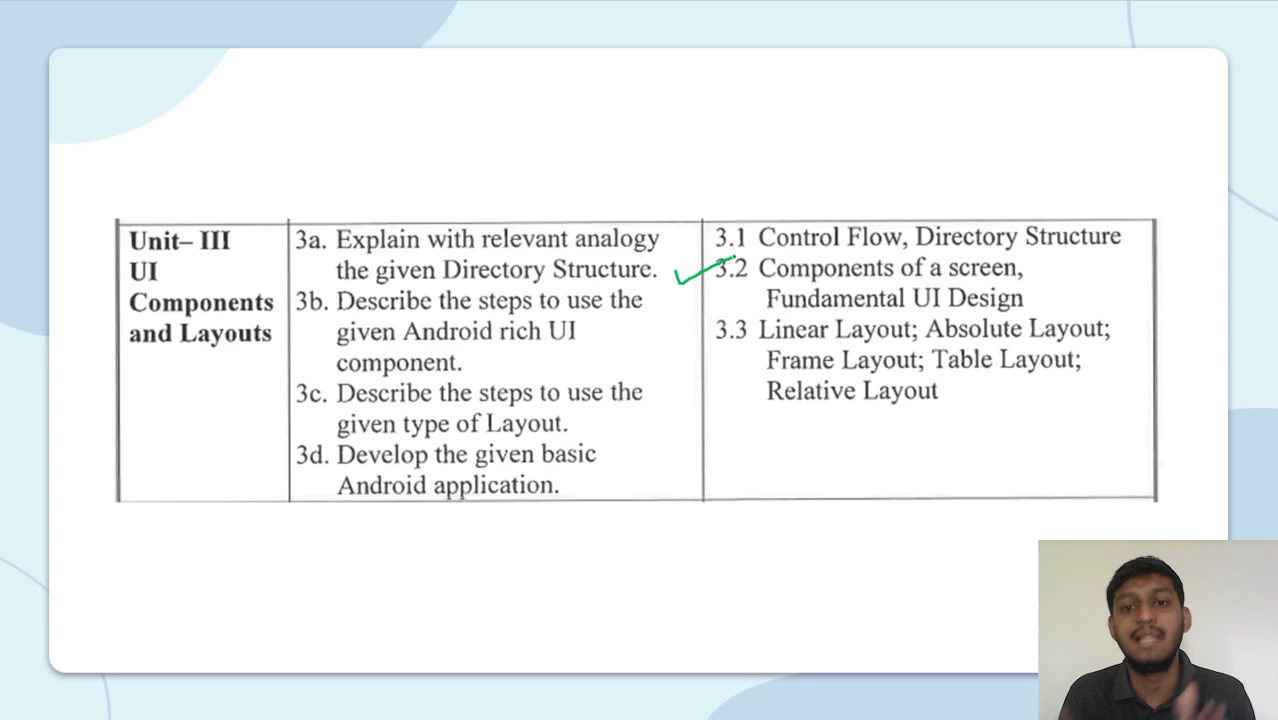 Unit– III
UI
Components
and Layouts
3a. Explain with relevant analogy
the given Directory Structure.
3b. Describe the steps to use the
given Android rich UI
component.
3c. Describe the steps to use the
given type of Layout.
3d. Develop the given basic
Android application.
3.1 Control Flow, Directory Structure
3.2 Components of a screen,
Fundamental UI Design
3.3 Linear Layout; Absolute Layout;
Frame Layout; Table Layout;
Relative Layout